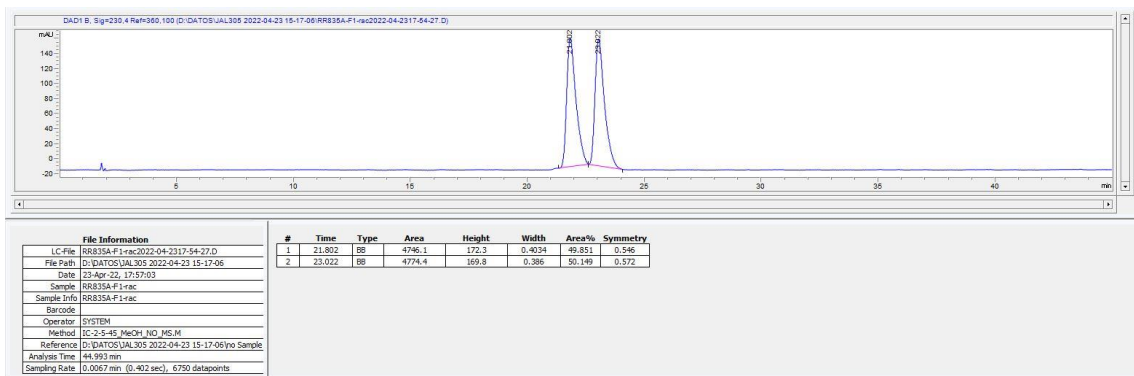 DAD1 B, Sig=230,4 Ref=360,100 (D:\DATOS\JAL305 2022-04-23 15-17-06\RR835A-F1-rac2022-04-2317-54-27.D)
mAU
21.802
23.022
140
120
100
80
60
40
20
0
-20
5 10 15 20 25 30 35 40 min
File Information
LC-File RR835A-F1-rac2022-04-2317-54-27.D
File Path D:\DATOS\JAL305 2022-04-23 15-17-06
Date 23-Apr-22, 17:57:03
Sample RR835A-F1-rac
Sample Info RR835A-F1-rac
Barcode
Operator SYSTEM
Method IC-2-5-45_MeOH_NO_MS.M
Reference D:\DATOS\JAL305 2022-04-23 15-17-06\no Sample
Analysis Time 44.993 min
Sampling Rate 0.0067 min (0.402 sec), 6750 datapoints
# Time Type Area Height Width Area% Symmetry
1 21.802 BB 4746.1 172.3 0.4034 49.851 0.546
2 23.022 BB 4774.4 169.8 0.386 50.149 0.572